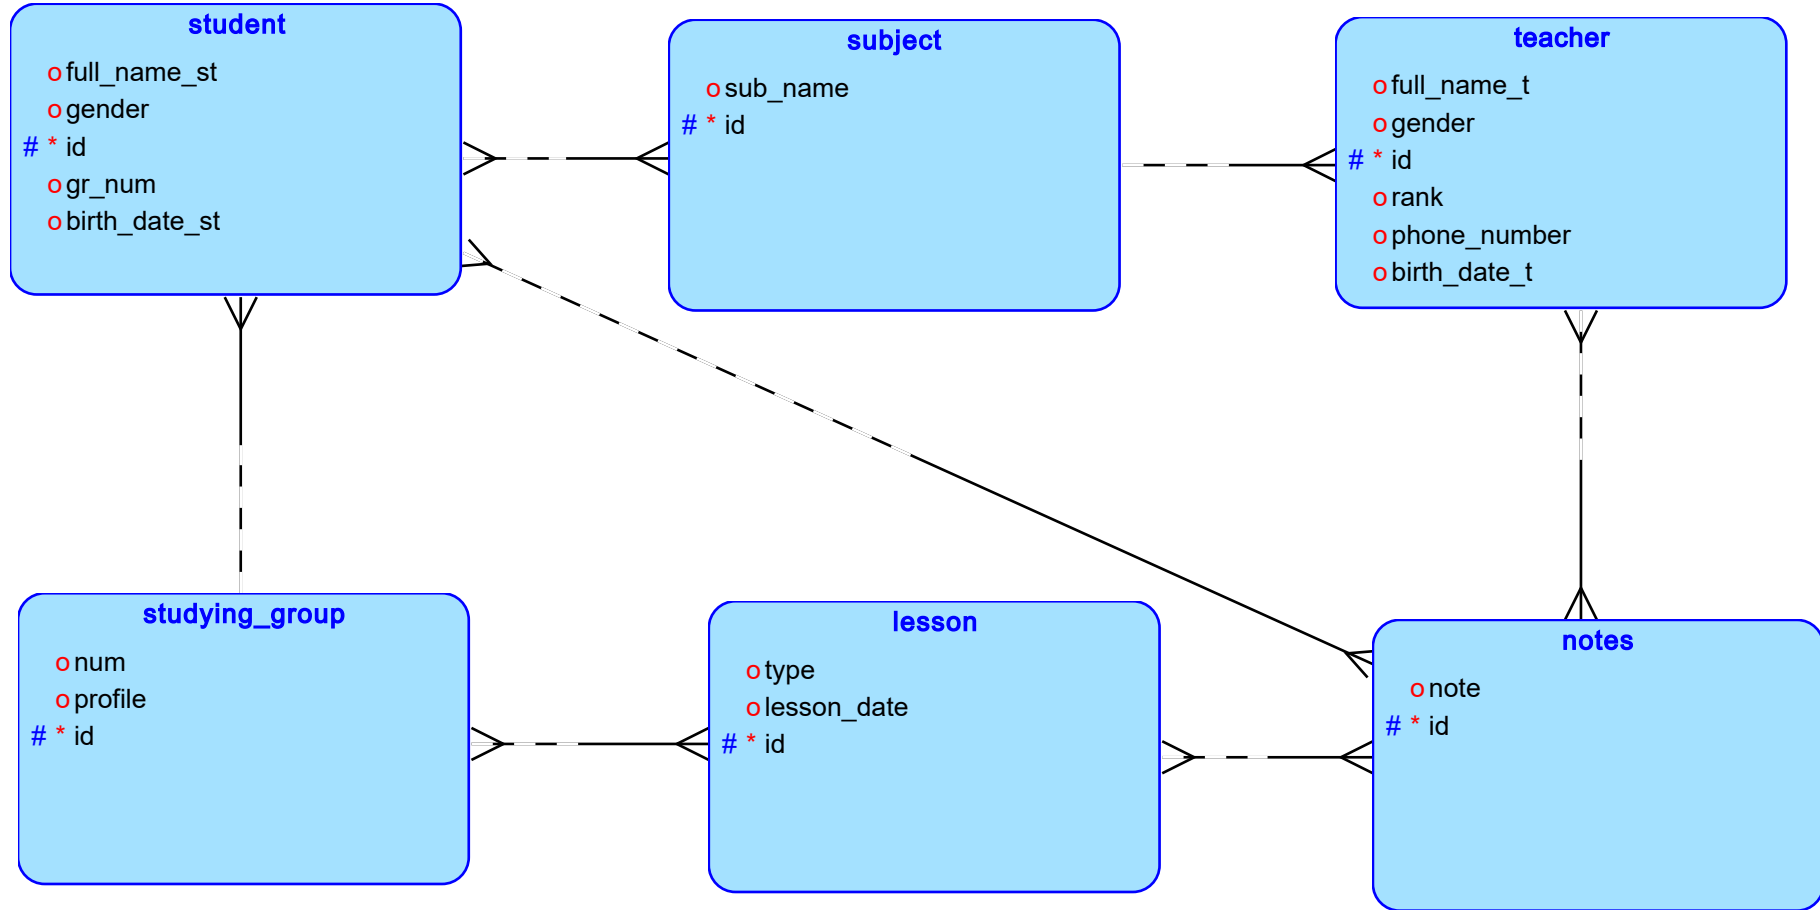 student
o full_name_st
o gender
# * id
o gr_num
o birth_date_st
subject
o sub_name
# * id
teacher
o full_name_t
o gender
# * id
o rank
o phone_number
o birth_date_t
studying_group
o num
o profile
# * id
lesson
o type
o lesson_date
# * id
notes
o note
# * id